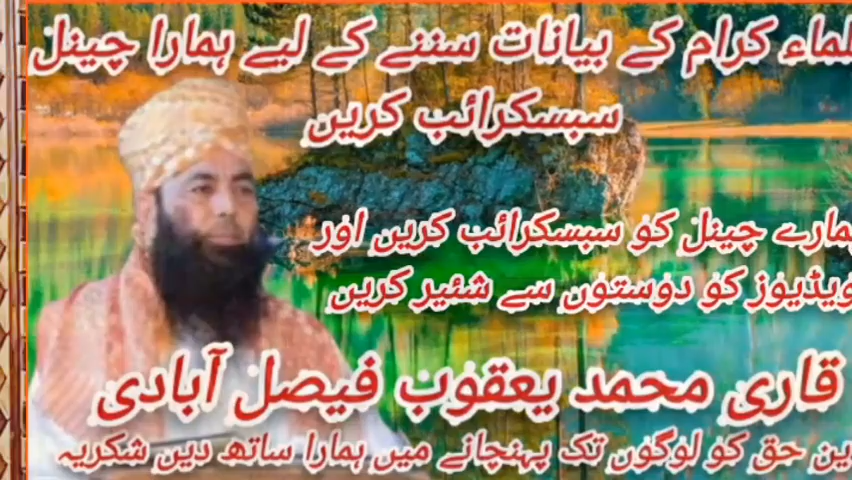 علماء کرام کے بیانات سننے کے لیے ہمارا چینل
سبسکرائب کریں
ہمارے چینل کو سبسکرائب کریں اور
ویڈیوز کو دوستوں سے شئیر کریں
قاری محمد یعقوب فیصل آبادی
دین حق کو لوگوں تک پہنچانے میں ہمارا ساتھ دیں شکریہ